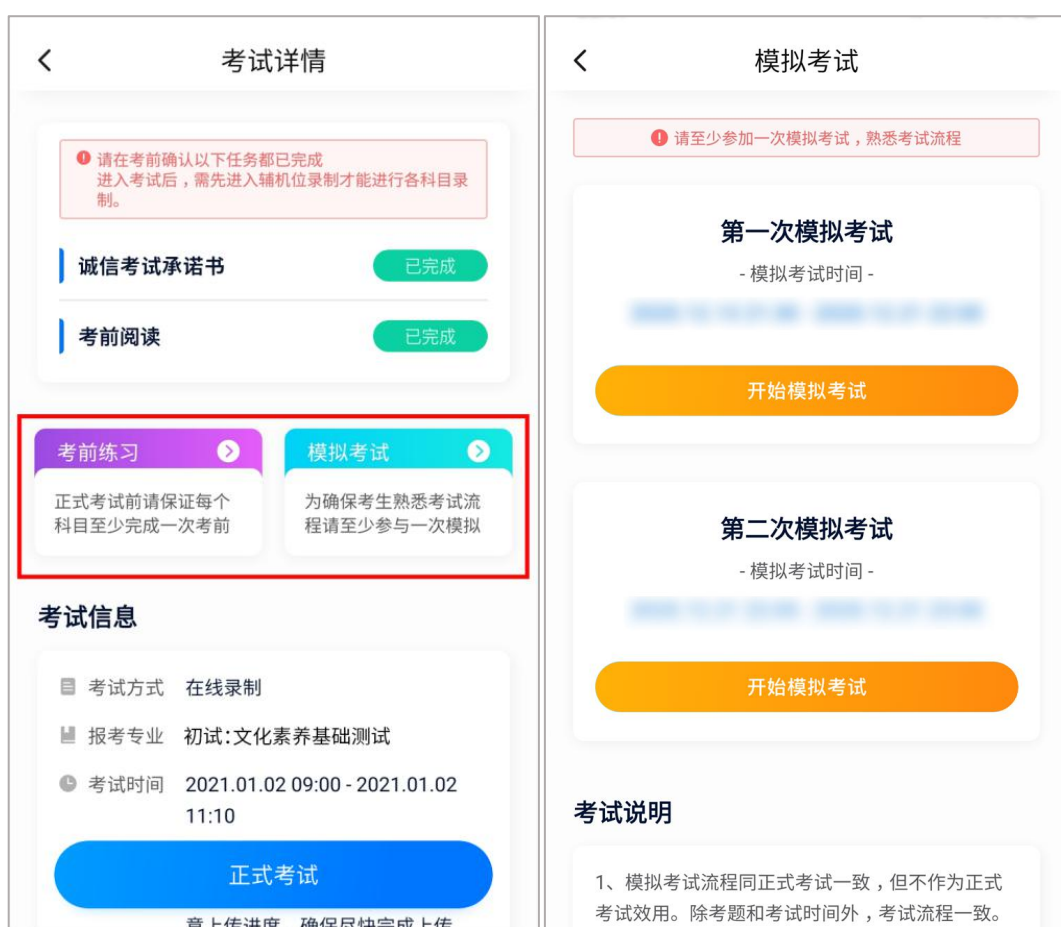 考试详情
请在考前确认以下任务都已完成
进入考试后，需先进入辅机位录制才能进行各科目录
制。
诚信考试承诺书
已完成
考前阅读
已完成
考前练习
正式考试前请保证每个
科目至少完成一次考前
模拟考试
为确保考生熟悉考试流
程请至少参与一次模拟
考试信息
考试方式 在线录制
报考专业 初试:文化素养基础测试
考试时间 2021.01.02 09:00 - 2021.01.02
11:10
正式考试
意上传进度，确保尽快完成上传
模拟考试
请至少参加一次模拟考试，熟悉考试流程
第一次模拟考试
- 模拟考试时间 -
开始模拟考试
第二次模拟考试
- 模拟考试时间 -
开始模拟考试
考试说明
1、模拟考试流程同正式考试一致，但不作为正式
考试效用。除考题和考试时间外，考试流程一致。